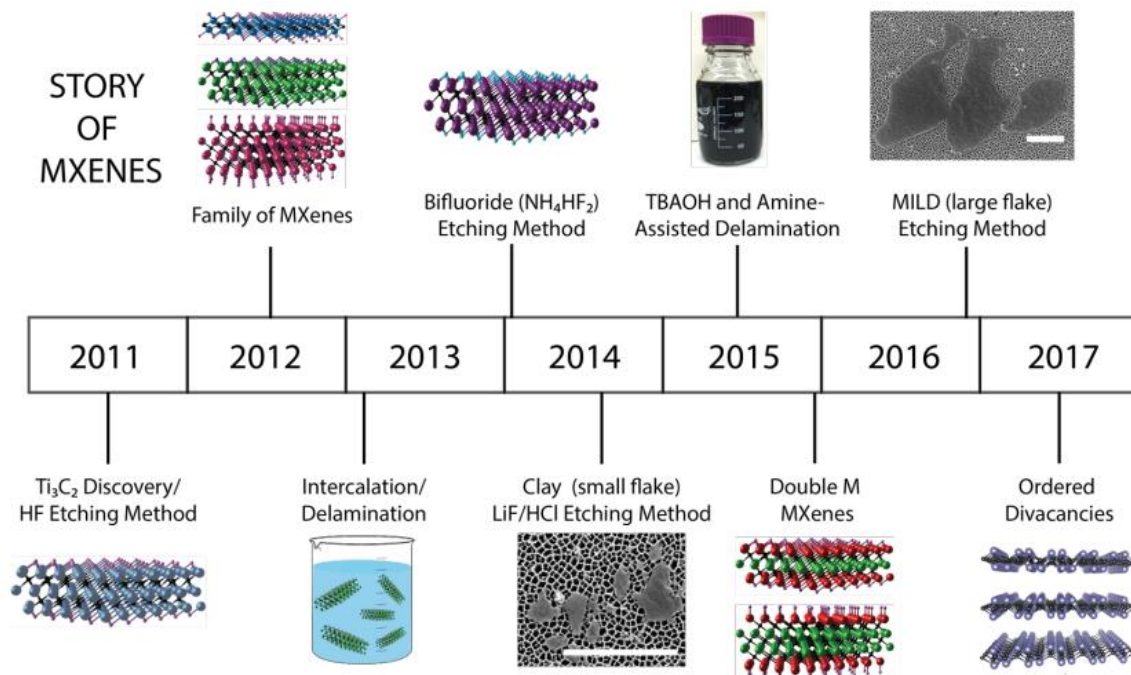 STORY
OF
MXENES
Family of MXenes
Bifluoride (NH₄HF₂)
Etching Method
TBAOH and Amine-
Assisted Delamination
MILD (large flake)
Etching Method
2011
2012
2013
2014
2015
2016
2017
Ti₃C₂ Discovery/
HF Etching Method
Intercalation/
Delamination
Clay (small flake)
LiF/HCl Etching Method
Double M
MXenes
Ordered
Divacancies